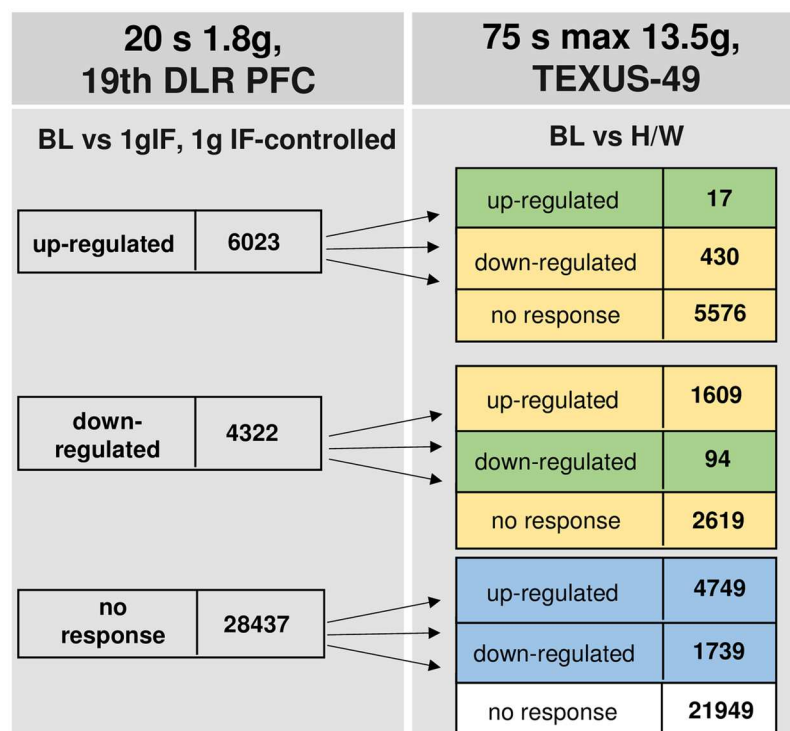 20 s 1.8g,
19th DLR PFC
BL vs 1gIF, 1g IF-controlled
up-regulated 6023
down-
regulated 4322
no
response 28437
75 s max 13.5g,
TEXUS-49
BL vs H/W
up-regulated 17
down-regulated 430
no response 5576
up-regulated 1609
down-regulated 94
no response 2619
up-regulated 4749
down-regulated 1739
no response 21949